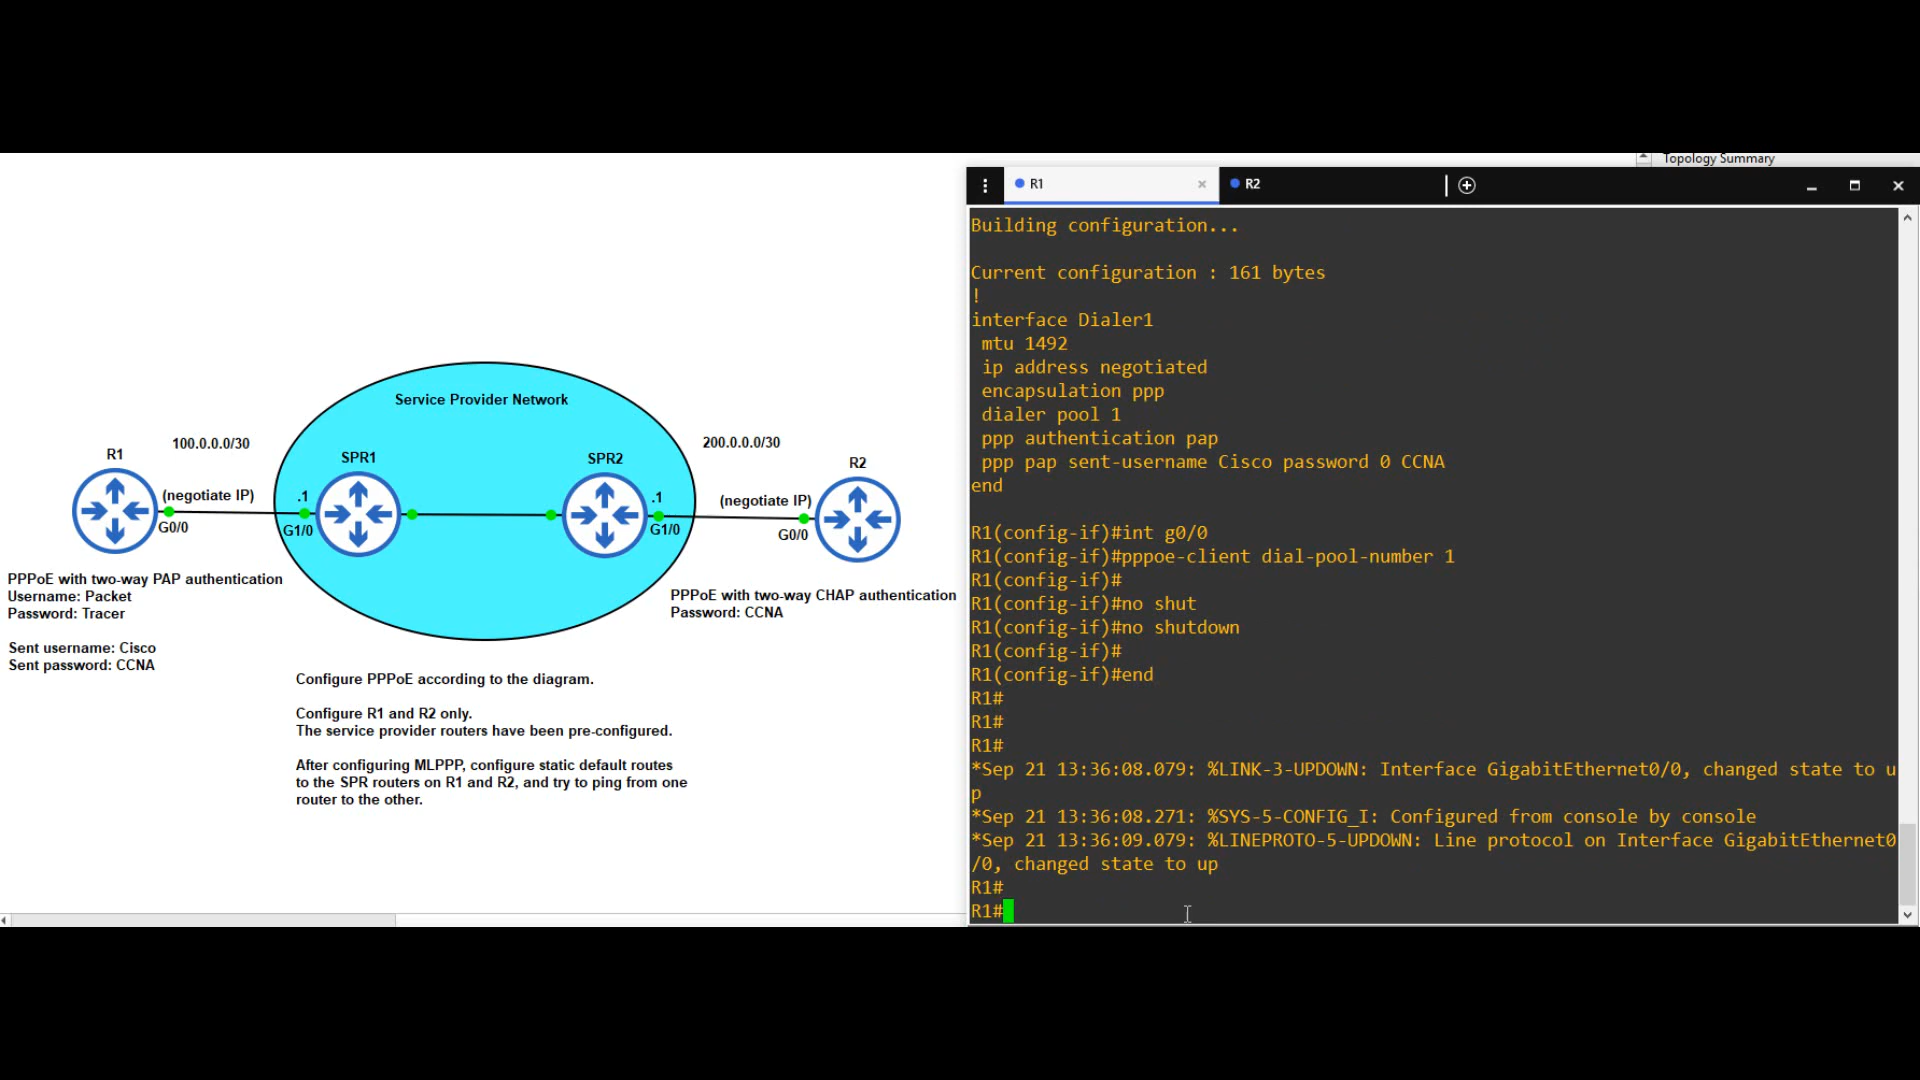 Topology Summary
R1
R2
Service Provider Network
100.0.0.0/30
200.0.0.0/30
R1
SPR1
SPR2
R2
(negotiate IP)
.1
.1
(negotiate IP)
G0/0
G1/0
G1/0
G0/0
PPPoE with two-way PAP authentication
Username: Packet
Password: Tracer
Sent username: Cisco
Sent password: CCNA
PPPoE with two-way CHAP authentication
Password: CCNA
Configure PPPoE according to the diagram.
Configure R1 and R2 only.
The service provider routers have been pre-configured.
After configuring MLPPP, configure static default routes
to the SPR routers on R1 and R2, and try to ping from one
router to the other.
Building configuration...
Current configuration : 161 bytes
!
interface Dialer1
mtu 1492
ip address negotiated
encapsulation ppp
dialer pool 1
ppp authentication pap
ppp pap sent-username Cisco password 0 CCNA
end
R1(config-if)#int g0/0
R1(config-if)#pppoe-client dial-pool-number 1
R1(config-if)#
R1(config-if)#no shut
R1(config-if)#no shutdown
R1(config-if)#
R1(config-if)#end
R1#
R1#
R1#
*Sep 21 13:36:08.079: %LINK-3-UPDOWN: Interface GigabitEthernet0/0, changed state to u
p
*Sep 21 13:36:08.271: %SYS-5-CONFIG_I: Configured from console by console
*Sep 21 13:36:09.079: %LINEPROTO-5-UPDOWN: Line protocol on Interface GigabitEthernet0
/0, changed state to up
R1#
R1#